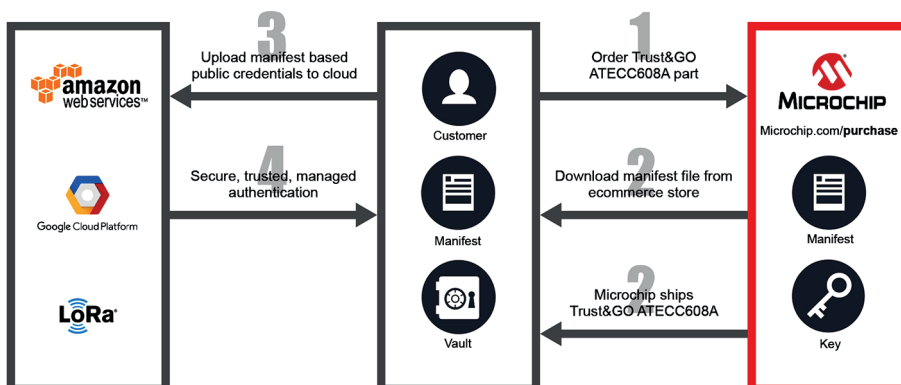 3
Upload manifest based
public credentials to cloud
1
Order Trust&GO
ATECC608A part
amazon
webservices™
Customer
MICROCHIP
Microchip.com/purchase
4
Secure, trusted, managed
authentication
2
Download manifest file from
ecommerce store
Google Cloud Platform
Manifest
Manifest
2
Microchip ships
Trust&GO ATECC608A
LoRa®
Vault
Key